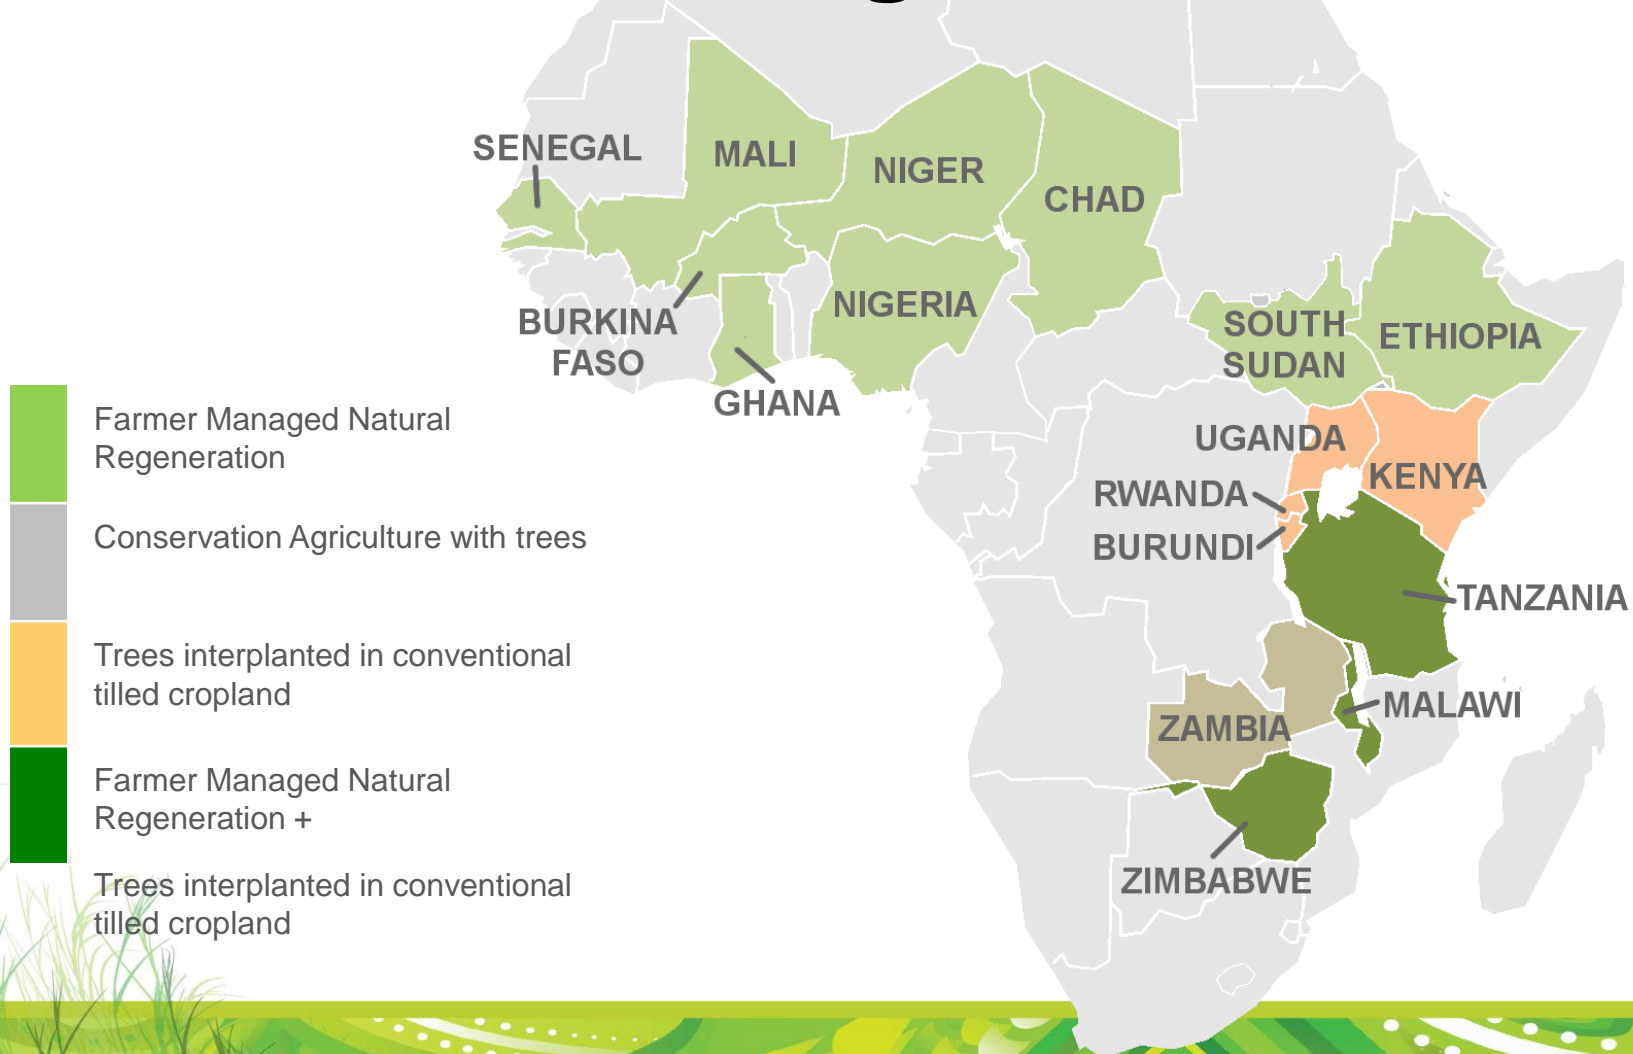 SENEGAL
MALI
NIGER
CHAD
BURKINA
FASO
NIGERIA
GHANA
SOUTH
SUDAN
ETHIOPIA
UGANDA
KENYA
RWANDA
BURUNDI
TANZANIA
MALAWI
ZAMBIA
ZIMBABWE
Farmer Managed Natural
Regeneration
Conservation Agriculture with trees
Trees interplanted in conventional
tilled cropland
Farmer Managed Natural
Regeneration +
Trees interplanted in conventional
tilled cropland